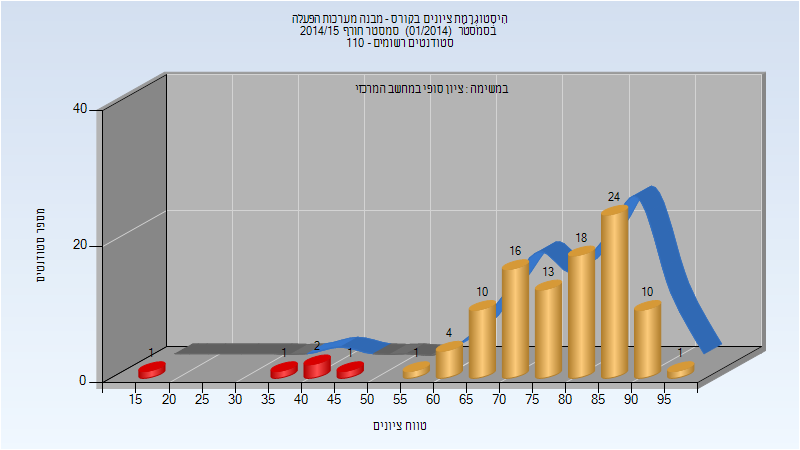 היסטוגרמת ציונים בקורס - מבנה מערכות הפעלה
בסמסטר (01/2014) סמסטר חורף 2014/15
סטודנטים רשומים - 110
במשימה : ציון סופי במחשב המרכזי
מספר סטודנטים
40
20
0
1
1
2
1
1
4
10
16
13
18
24
10
1
15 20 25 30 35 40 45 50 55 60 65 70 75 80 85 90 95
טווח ציונים